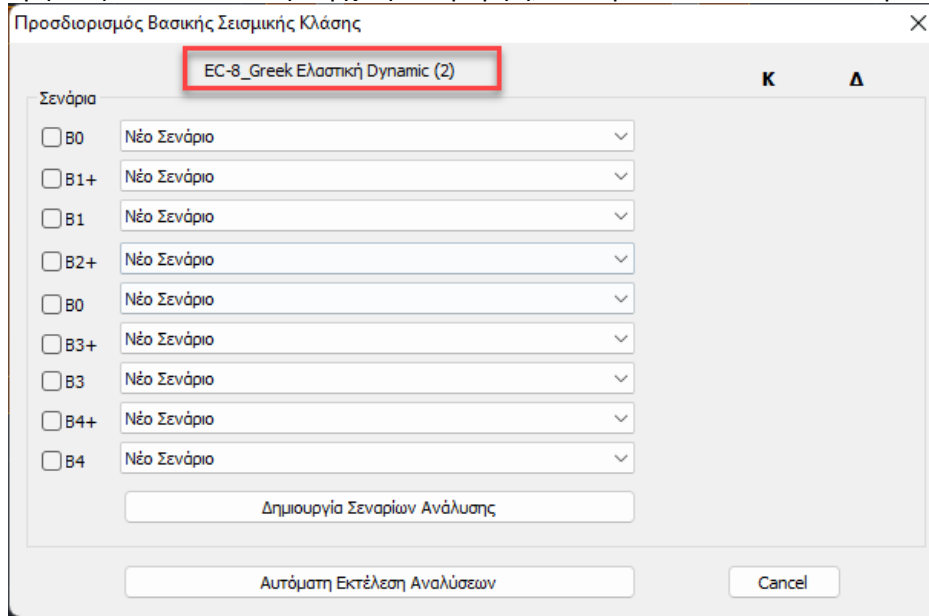 Προσδιορισμός Βασικής Σεισμικής Κλάσης
EC-8_Greek Ελαστική Dynamic (2)
Κ Δ
Σενάρια
B0 Νέο Σενάριο
B1+ Νέο Σενάριο
B1 Νέο Σενάριο
B2+ Νέο Σενάριο
B0 Νέο Σενάριο
B3+ Νέο Σενάριο
B3 Νέο Σενάριο
B4+ Νέο Σενάριο
B4 Νέο Σενάριο
Δημιουργία Σεναρίων Ανάλυσης
Αυτόματη Εκτέλεση Αναλύσεων Cancel